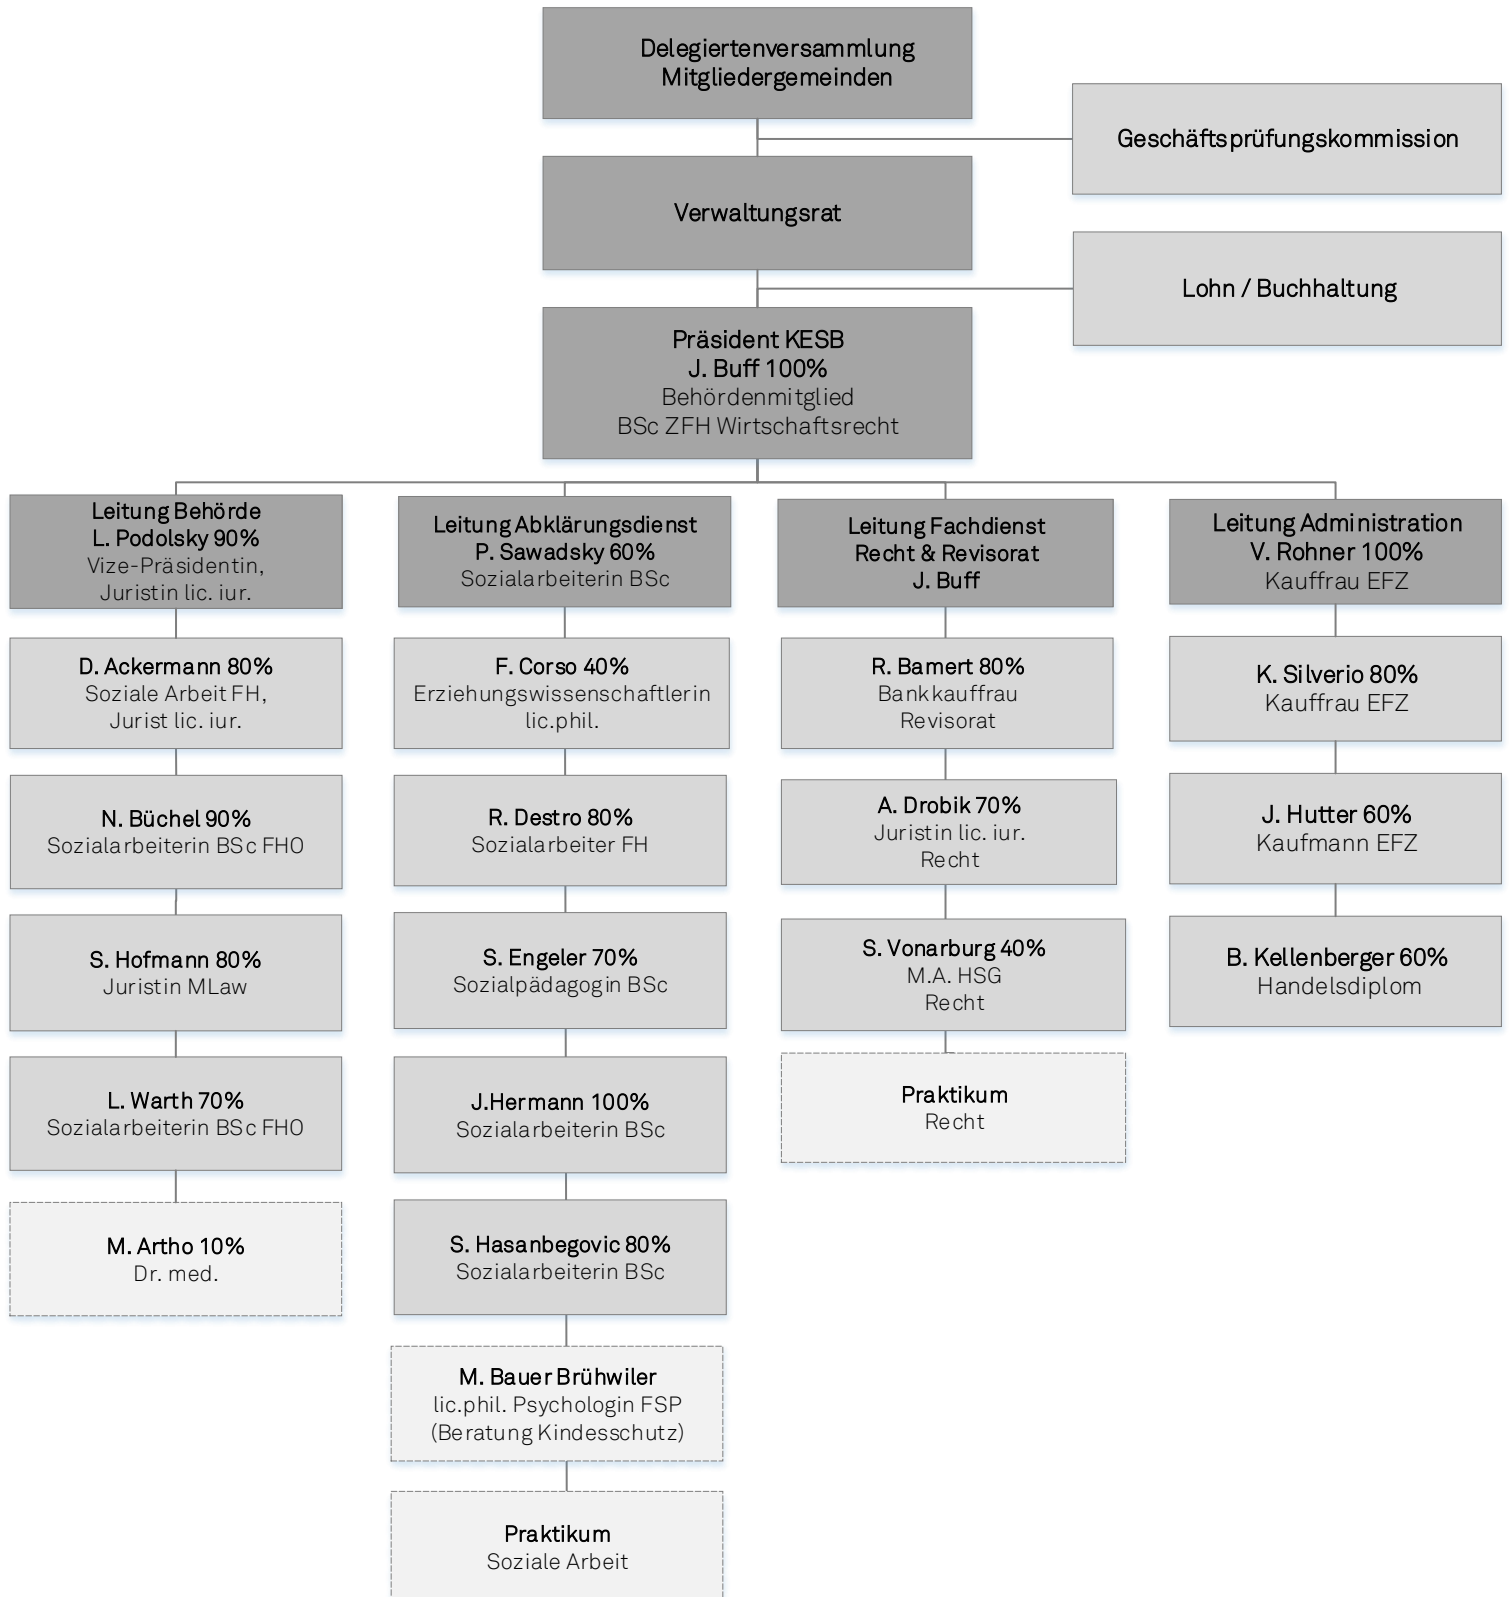 Delegiertenversammlung
Mitgliedergemeinden
Geschäftsprüfungskommission
Verwaltungsrat
Lohn / Buchhaltung
Präsident KESB
J. Buff 100%
Behördenmitglied
BSc ZFH Wirtschaftsrecht
Leitung Behörde
L. Podolsky 90%
Vize-Präsidentin,
Juristin lic. iur.
D. Ackermann 80%
Soziale Arbeit FH,
Jurist lic. iur.
N. Büchel 90%
Sozialarbeiterin BSc FHO
S. Hofmann 80%
Juristin MLaw
L. Warth 70%
Sozialarbeiterin BSc FHO
M. Artho 10%
Dr. med.
Leitung Abklärungsdienst
P. Sawadsky 60%
Sozialarbeiterin BSc
F. Corso 40%
Erziehungswissenschaftlerin
lic.phil.
R. Destro 80%
Sozialarbeiter FH
S. Engeler 70%
Sozialpädagogin BSc
J.Hermann 100%
Sozialarbeiterin BSc
S. Hasanbegovic 80%
Sozialarbeiterin BSc
M. Bauer Brühwiler
lic.phil. Psychologin FSP
(Beratung Kindesschutz)
Praktikum
Soziale Arbeit
Leitung Fachdienst
Recht & Revisorat
J. Buff
R. Bamert 80%
Bankkauffrau
Revisorat
A. Drobik 70%
Juristin lic. iur.
Recht
S. Vonarburg 40%
M.A. HSG
Recht
Praktikum
Recht
Leitung Administration
V. Rohner 100%
Kauffrau EFZ
K. Silverio 80%
Kauffrau EFZ
J. Hutter 60%
Kaufmann EFZ
B. Kellenberger 60%
Handelsdiplom